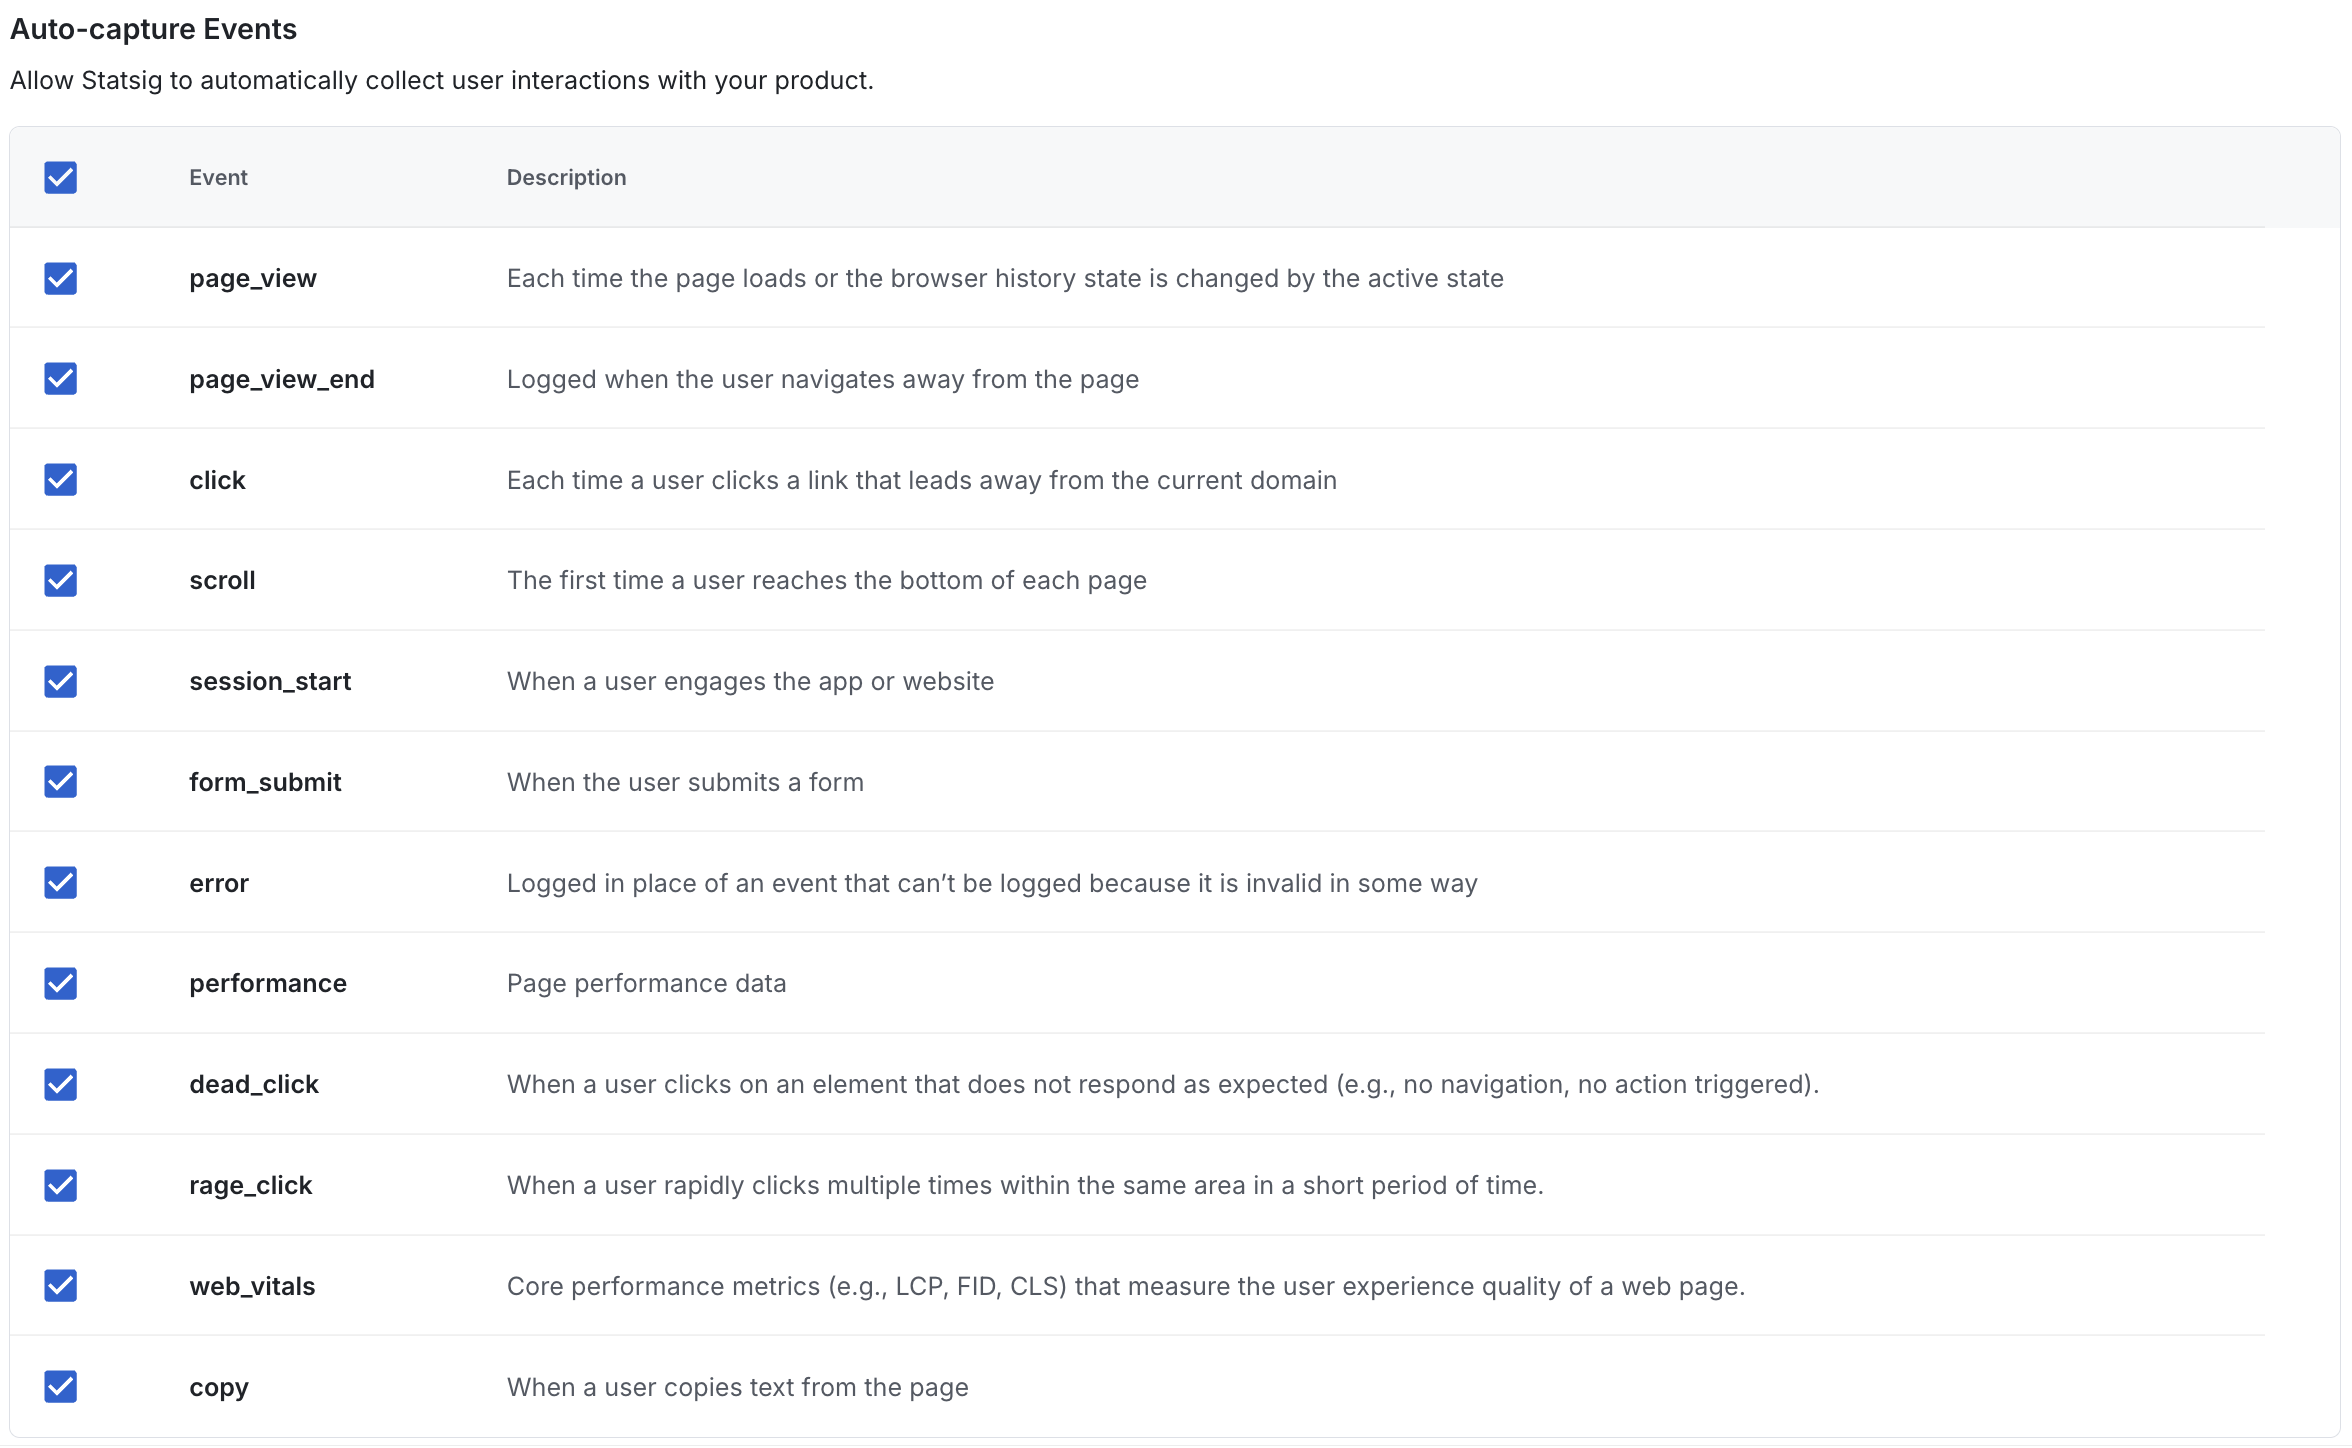 Auto-capture Events
Allow Statsig to automatically collect user interactions with your product.
Event Description
page_view Each time the page loads or the browser history state is changed by the active state
page_view_end Logged when the user navigates away from the page
click Each time a user clicks a link that leads away from the current domain
scroll The first time a user reaches the bottom of each page
session_start When a user engages the app or website
form_submit When the user submits a form
error Logged in place of an event that can’t be logged because it is invalid in some way
performance Page performance data
dead_click When a user clicks on an element that does not respond as expected (e.g., no navigation, no action triggered).
rage_click When a user rapidly clicks multiple times within the same area in a short period of time.
web_vitals Core performance metrics (e.g., LCP, FID, CLS) that measure the user experience quality of a web page.
copy When a user copies text from the page